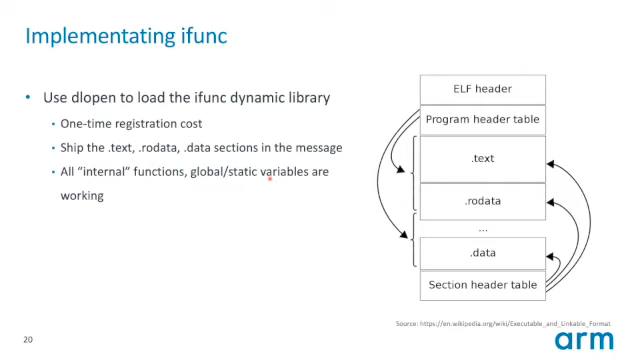 Implementating ifunc
• Use dlopen to load the ifunc dynamic library
• One-time registration cost
• Ship the .text, .rodata, .data sections in the message
• All “internal” functions, global/static variables are
working
ELF header
Program header table
.text
.rodata
...
.data
Section header table
Source: https://en.wikipedia.org/wiki/Executable_and_Linkable_Format
20
arm